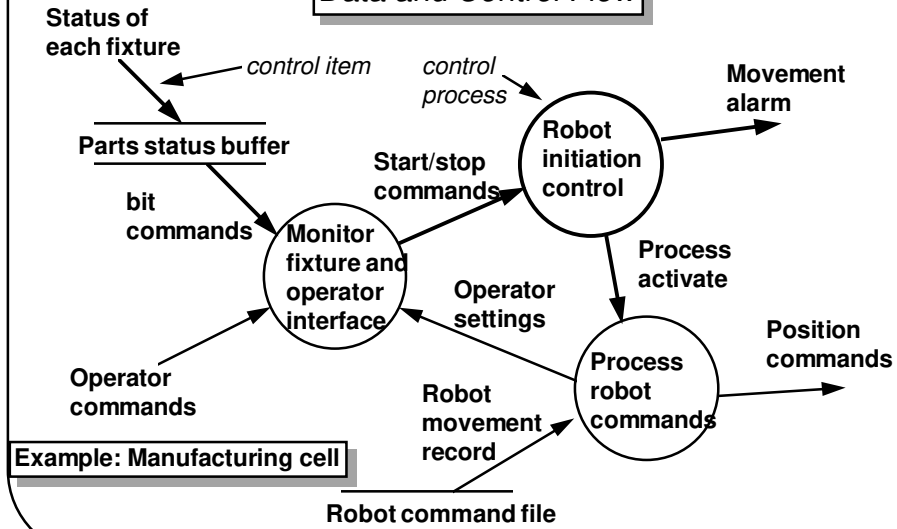 Data and Control Flow
Status of
each fixture
control item
control
process
Movement
alarm
Parts status buffer
Robot
initiation
control
Start/stop
commands
bit
commands
Monitor
fixture and
operator
interface
Process
activate
Operator
settings
Position
commands
Operator
commands
Process
robot
commands
Robot
movement
record
Example: Manufacturing cell
Robot command file